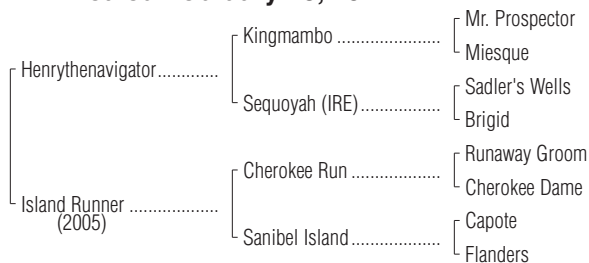 Mr. Prospector
Kingmambo ..................
Miesque
Henrythenavigator.............
Sadler's Wells
Sequoyah (IRE)..................
Brigid
Runaway Groom
Cherokee Run ....................
Cherokee Dame
Island Runner ...................
(2005)
Capote
Sanibel Island....................
Flanders